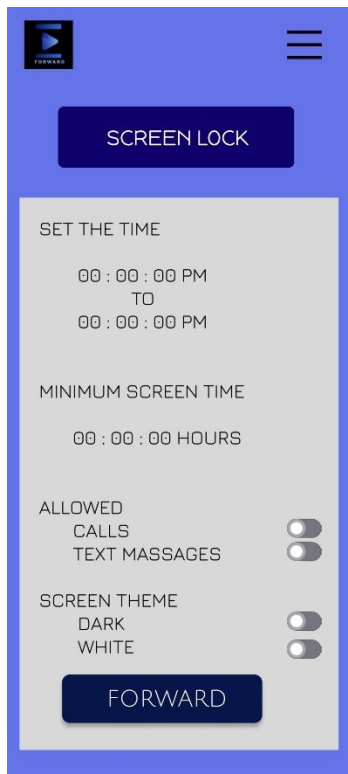 FORWARD
SCREEN LOCK
SET THE TIME
00 : 00 : 00 PM
TO
00 : 00 : 00 PM
MINIMUM SCREEN TIME
00 : 00 : 00 HOURS
ALLOWED
CALLS
TEXT MASSAGES
SCREEN THEME
DARK
WHITE
FORWARD